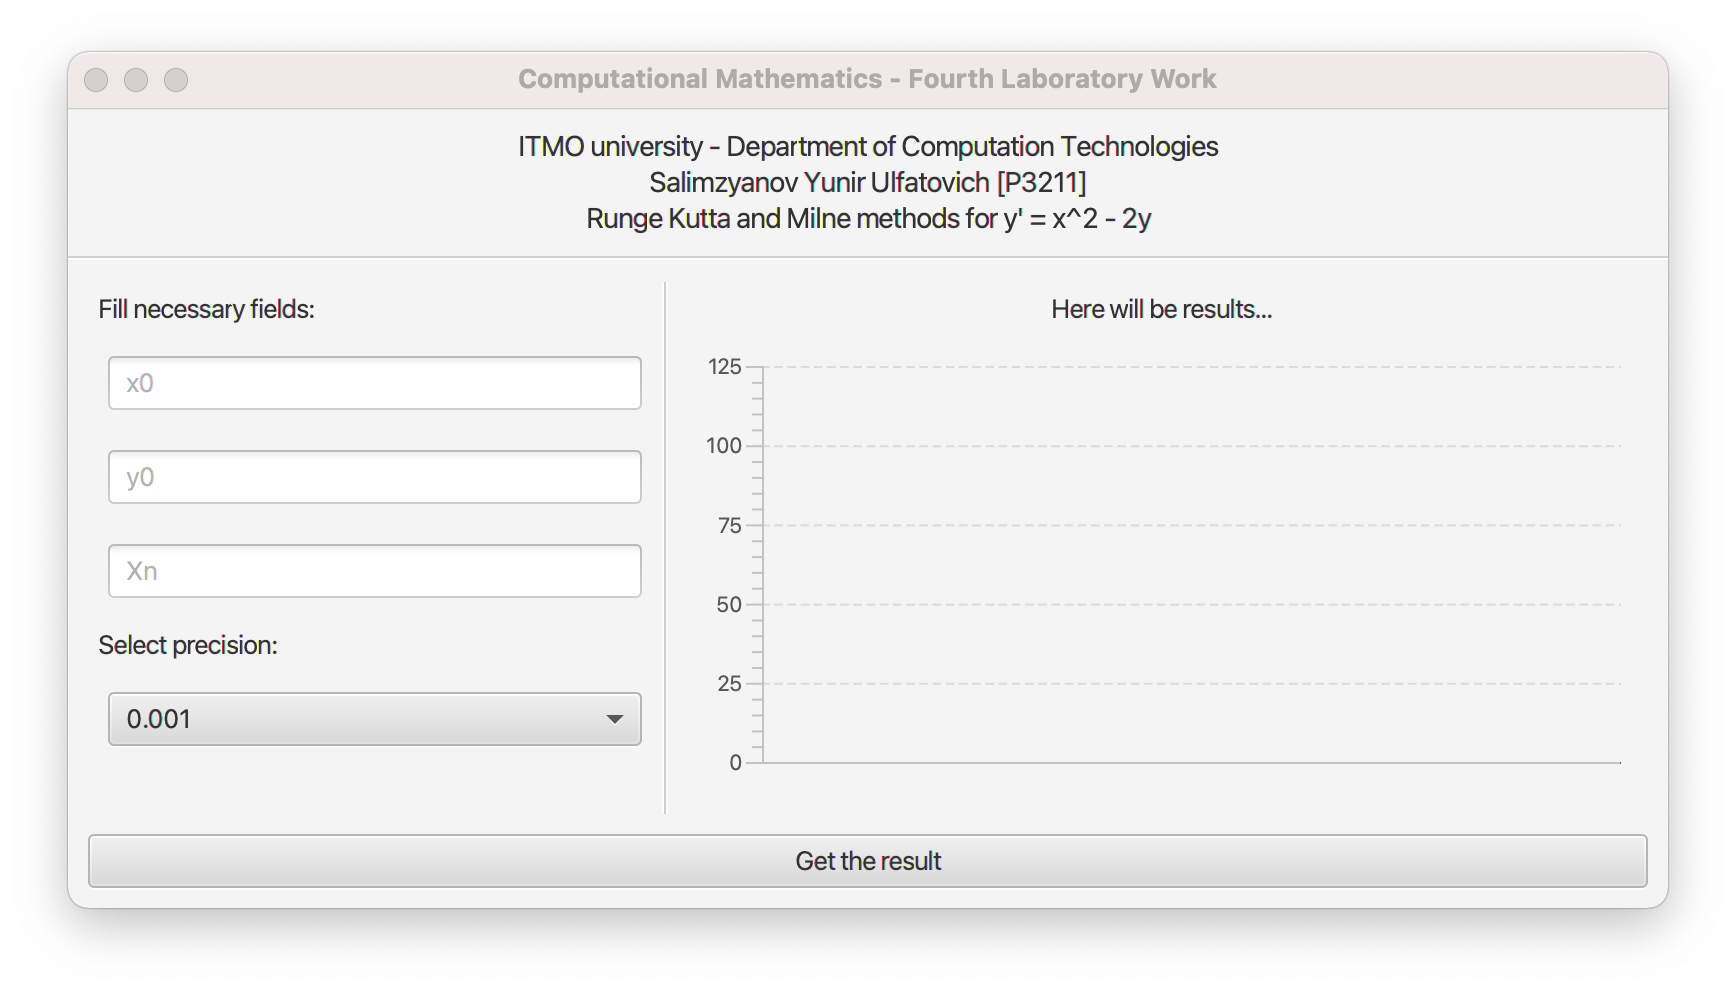 Computational Mathematics - Fourth Laboratory Work
ITMO university - Department of Computation Technologies
Salimzyanov Yunir Ulfatovich [P3211]
Runge Kutta and Milne methods for y' = x^2 - 2y
Fill necessary fields:
x0
y0
Xn
Select precision:
0.001
Here will be results...
125
100
75
50
25
0
Get the result